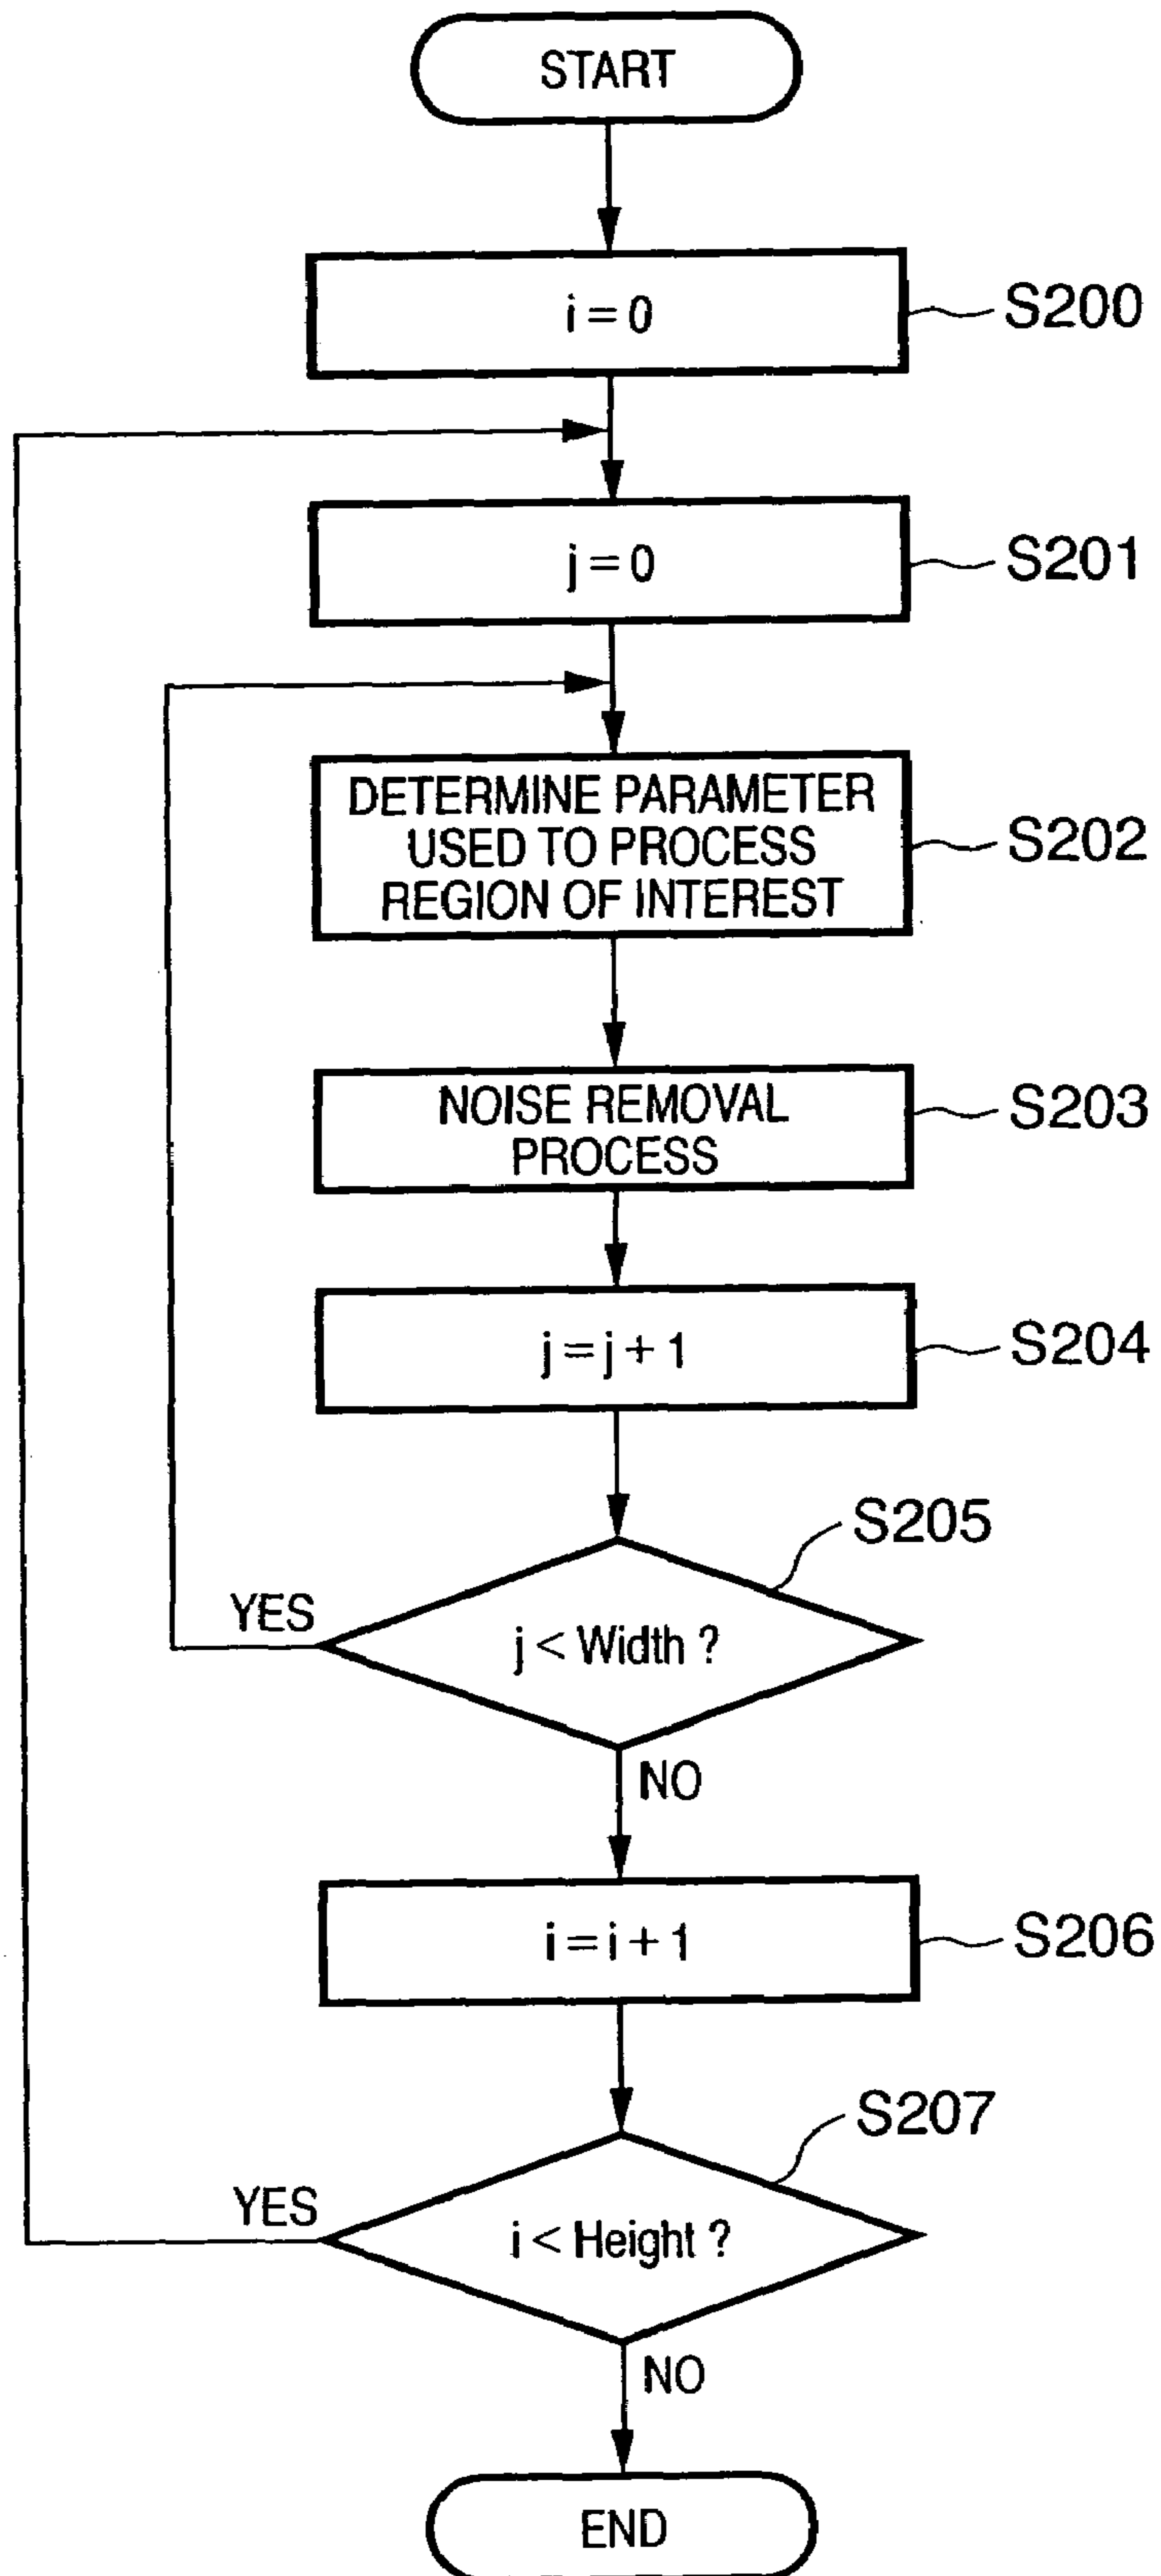 START
i = 0
S200
j = 0
S201
DETERMINE PARAMETER
USED TO PROCESS
REGION OF INTEREST
S202
NOISE REMOVAL
PROCESS
S203
j = j + 1
S204
S205
YES
j < Width ?
NO
i = i + 1
S206
S207
YES
i < Height ?
NO
END